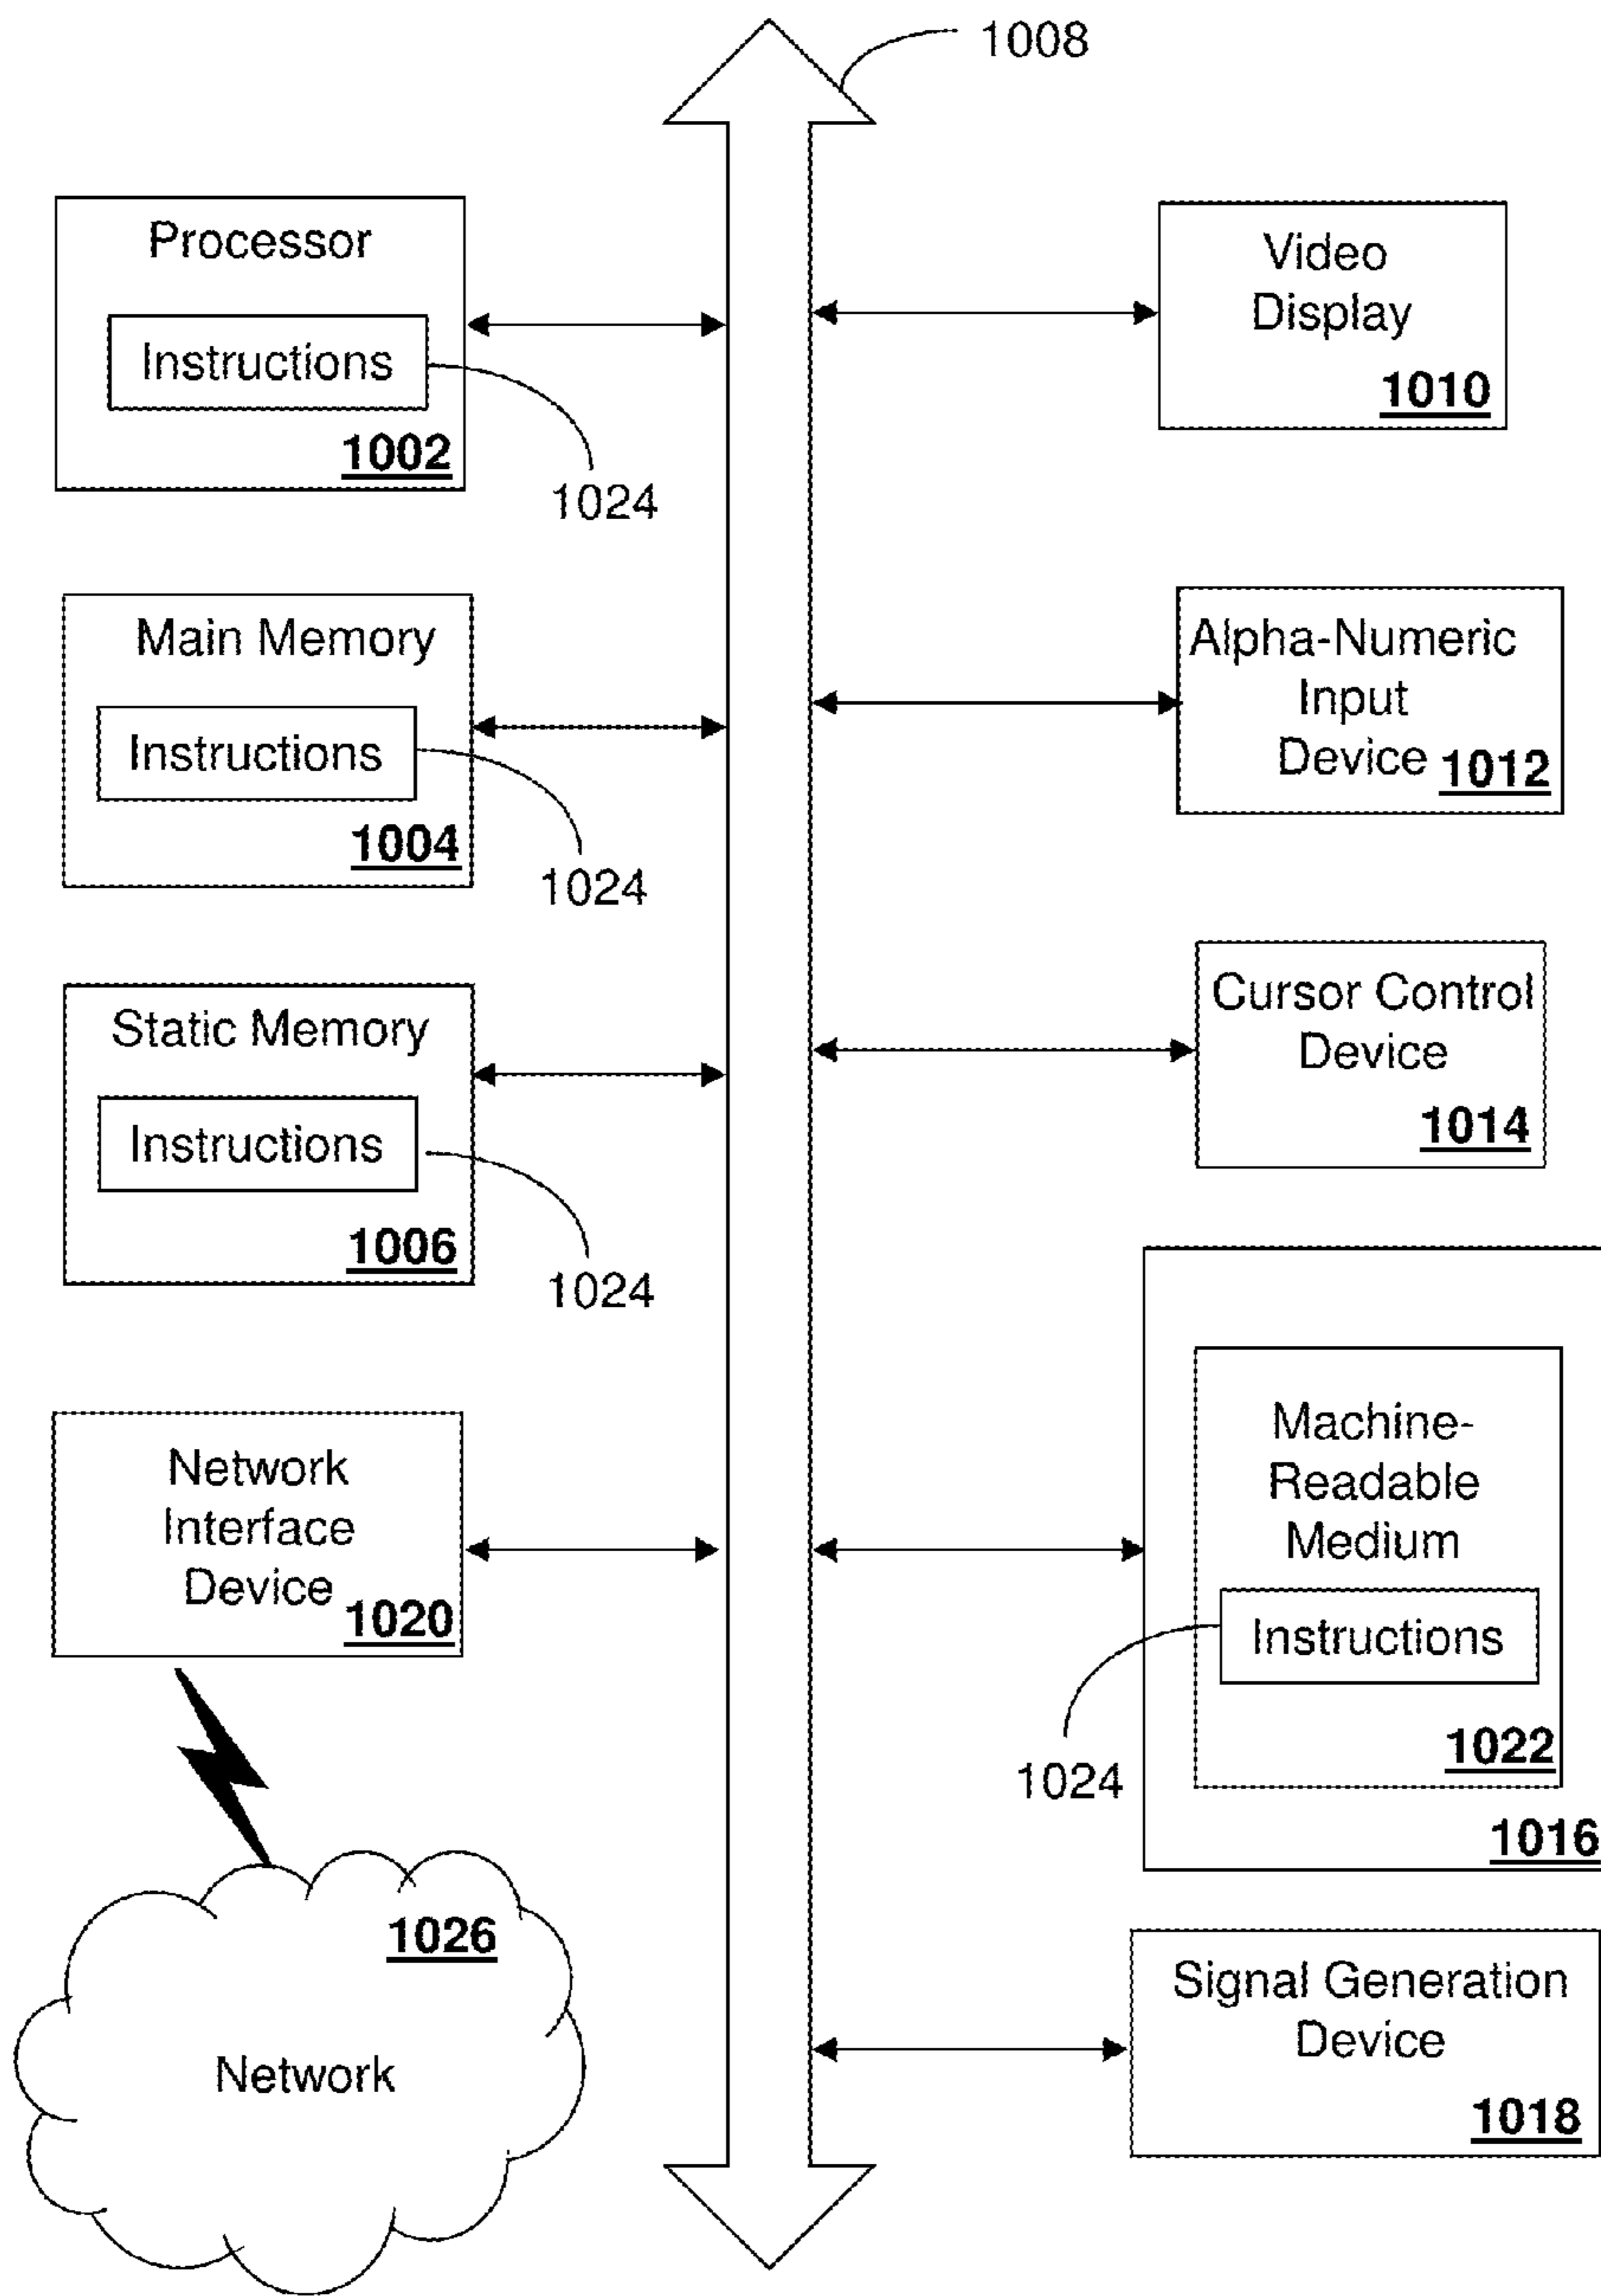 1008
Processor
Instructions
1002
1024
Main Memory
Instructions
1004
1024
Static Memory
Instructions
1006
1024
Network
Interface
Device
1020
1026
Network
Video
Display
1010
Alpha-Numeric
Input
Device 1012
Cursor Control
Device
1014
Machine-
Readable
Medium
Instructions
1022
1024
1016
Signal Generation
Device
1018